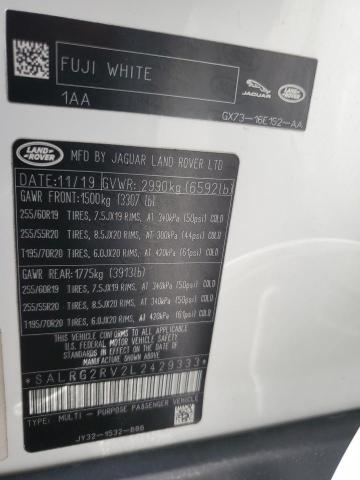 FUJI WHITE
1AA
JAGUAR
LAND ROVER
GX73-16E152-AA
LAND ROVER
MFD BY JAGUAR LAND ROVER LTD
DATE:11/19 GVWR: 2990kg (6592lb)
GAWR FRONT:1500kg (3307 lb)
255/60R19 TIRES, 7.5JX19 RIMS, AT 340kPa (50psi) COLD
255/55R20 TIRES, 8.5JX20 RIMS, AT 300kPa (44psi) COLD
T195/70R20 TIRES, 6.0JX20 RIMS, AT 420kPa (61psi) COLD
GAWR REAR:1775kg (3913lb)
255/60R19 TIRES, 7.5JX19 RIMS, AT 340kPa (50psi) COLD
255/55R20 TIRES, 8.5JX20 RIMS, AT 340kPa (50psi) COLD
T195/70R20 TIRES, 6.0JX20 RIMS, AT 420kPa (61psi) COLD
THIS VEHICLE CONFORMS TO ALL APPLICABLE
U.S. FEDERAL MOTOR VEHICLE SAFETY STANDARDS
IN EFFECT ON THE DATE OF MANUFACTURE SHOWN ABOVE
*SALRG2RV2L2429333*
TYPE: MULTI - PURPOSE PASSENGER VEHICLE
JY32-1532-BBB